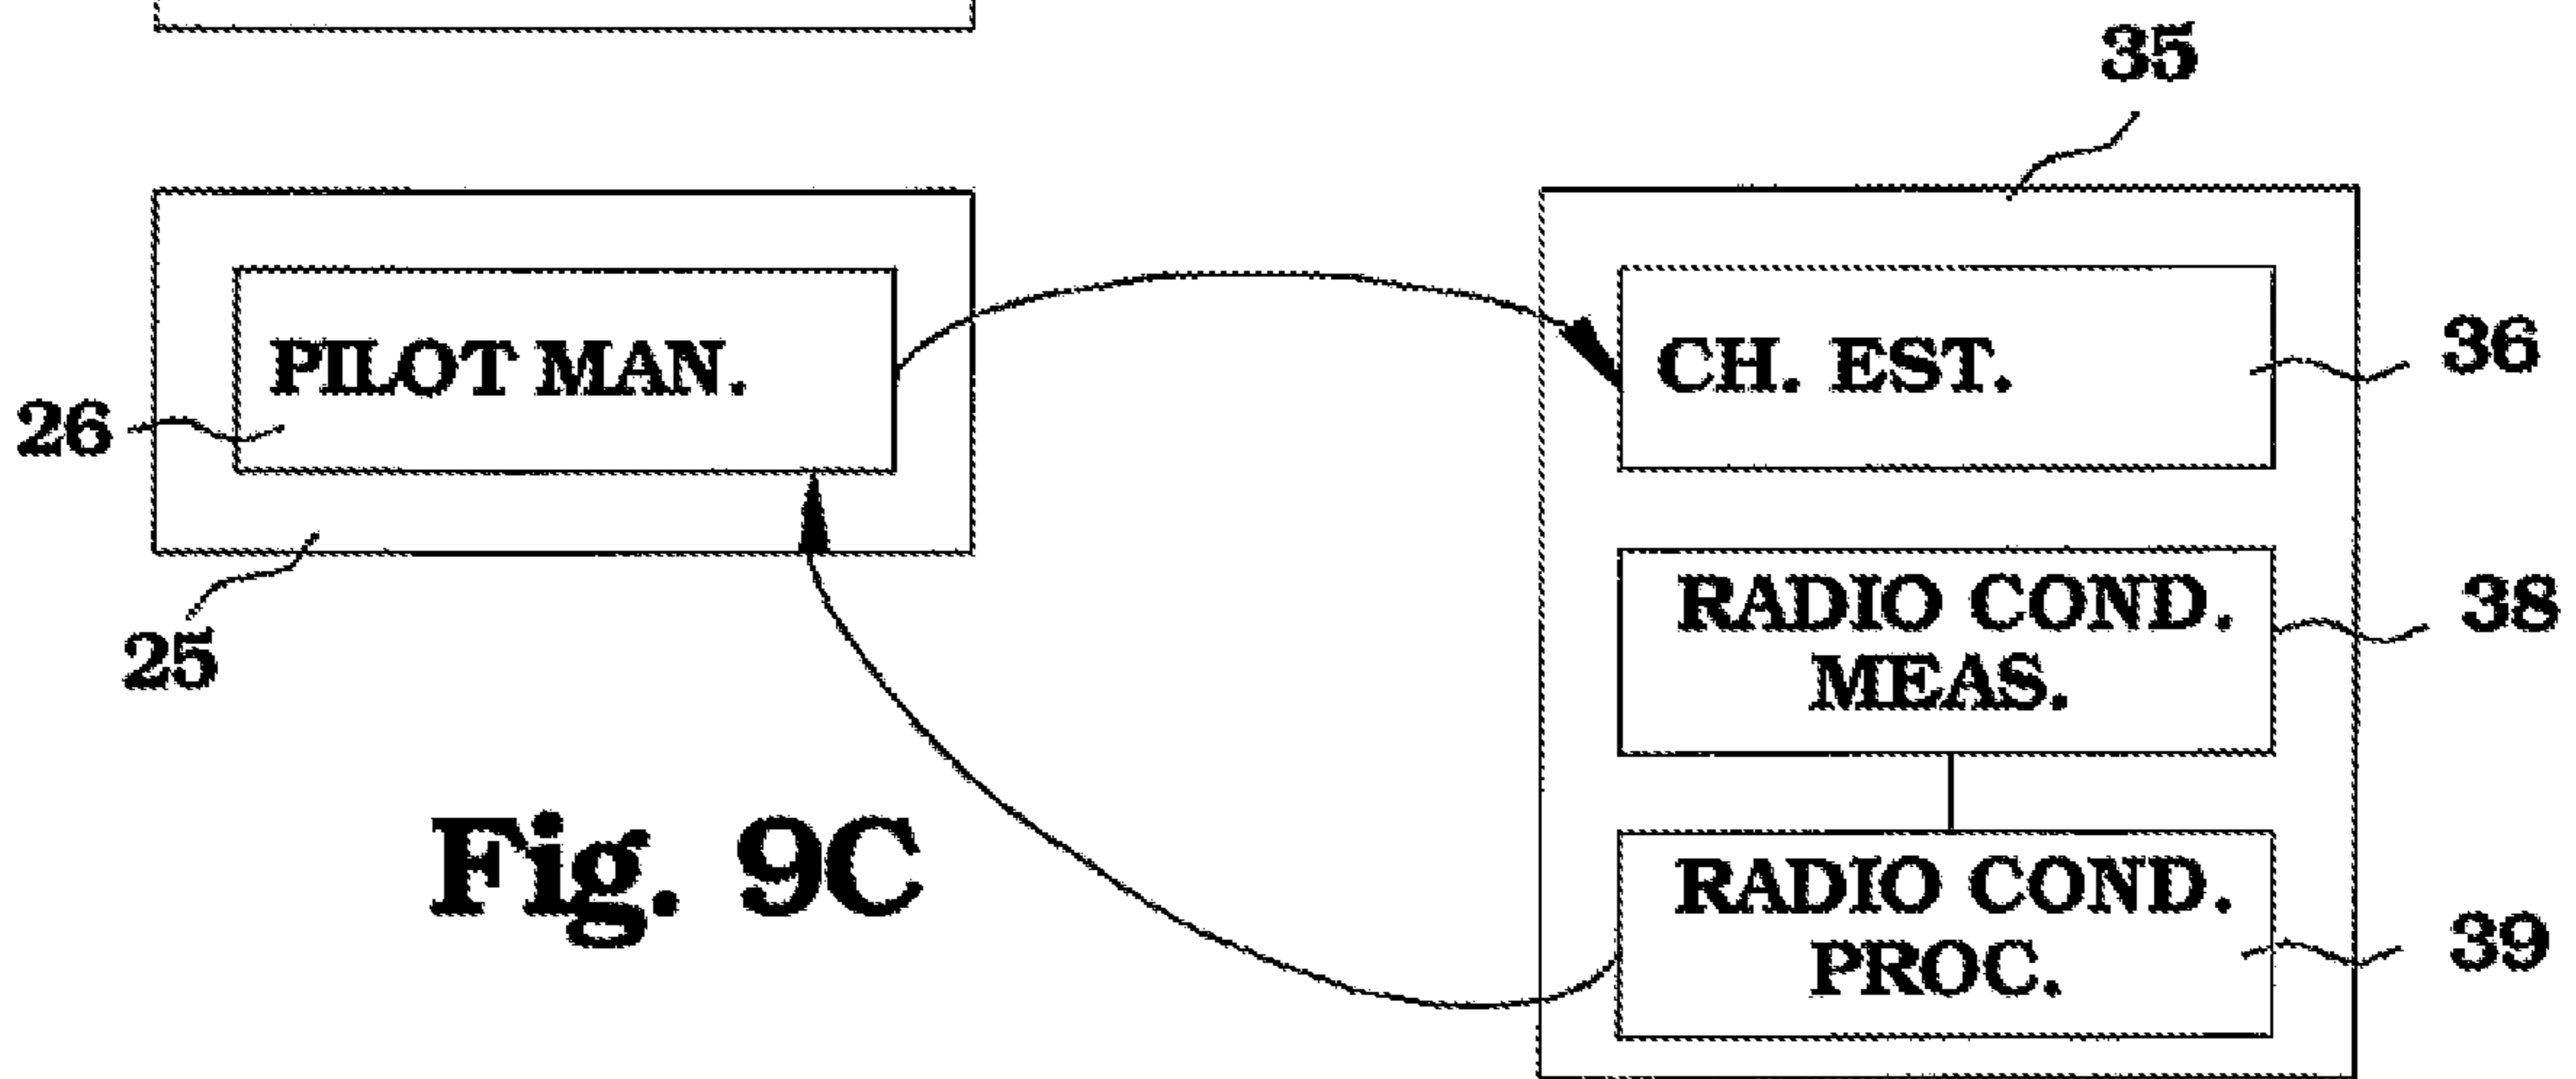 35
PILOT MAN.
CH. EST.
36
26
RADIO COND.
MEAS.
38
25
Fig. 9C
RADIO COND.
PROC.
39